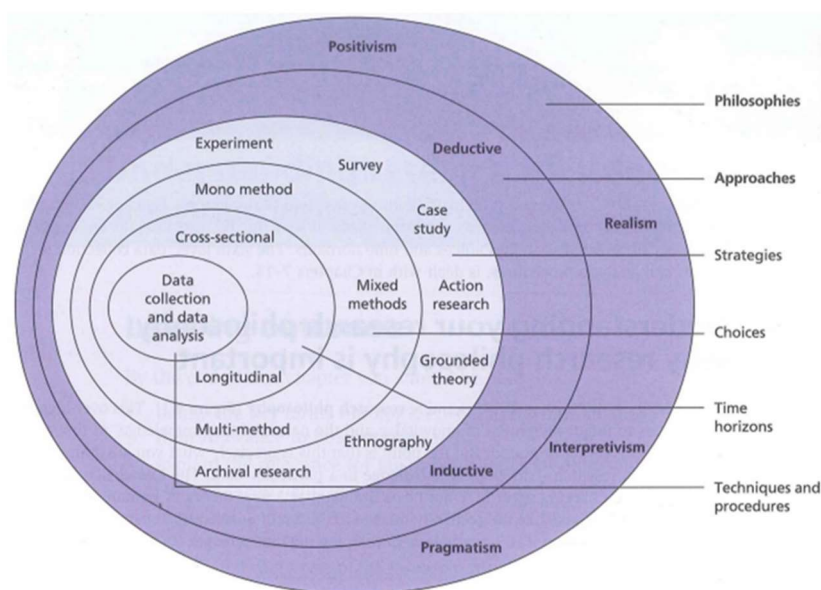 Positivism
Philosophies
Experiment
Deductive
Survey
Approaches
Mono method
Case
study
Realism
Cross-sectional
Strategies
Data
collection
and data
analysis
Mixed
methods
Action
research
Choices
Grounded
theory
Longitudinal
Time
horizons
Multi-method
Ethnography
Interpretivism
Archival research
Inductive
Techniques and
procedures
Pragmatism